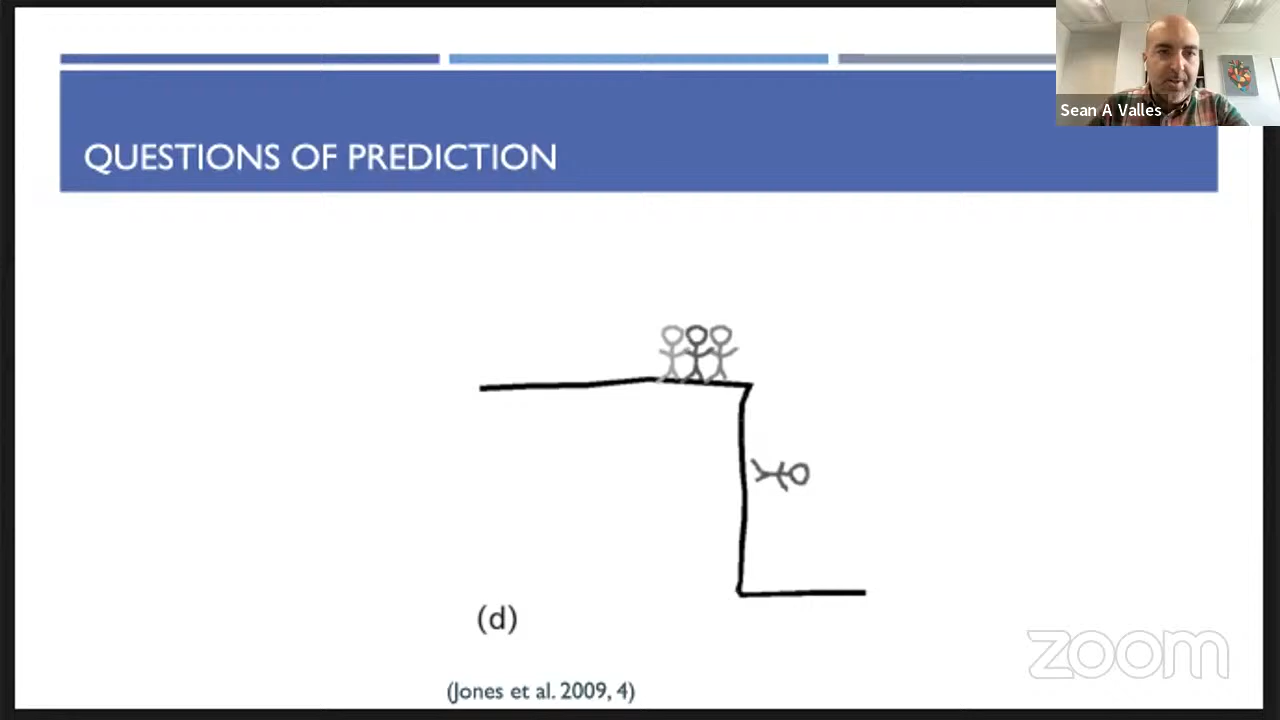 Sean A Valles
QUESTIONS OF PREDICTION
(d)
(Jones et al. 2009, 4)
zoom